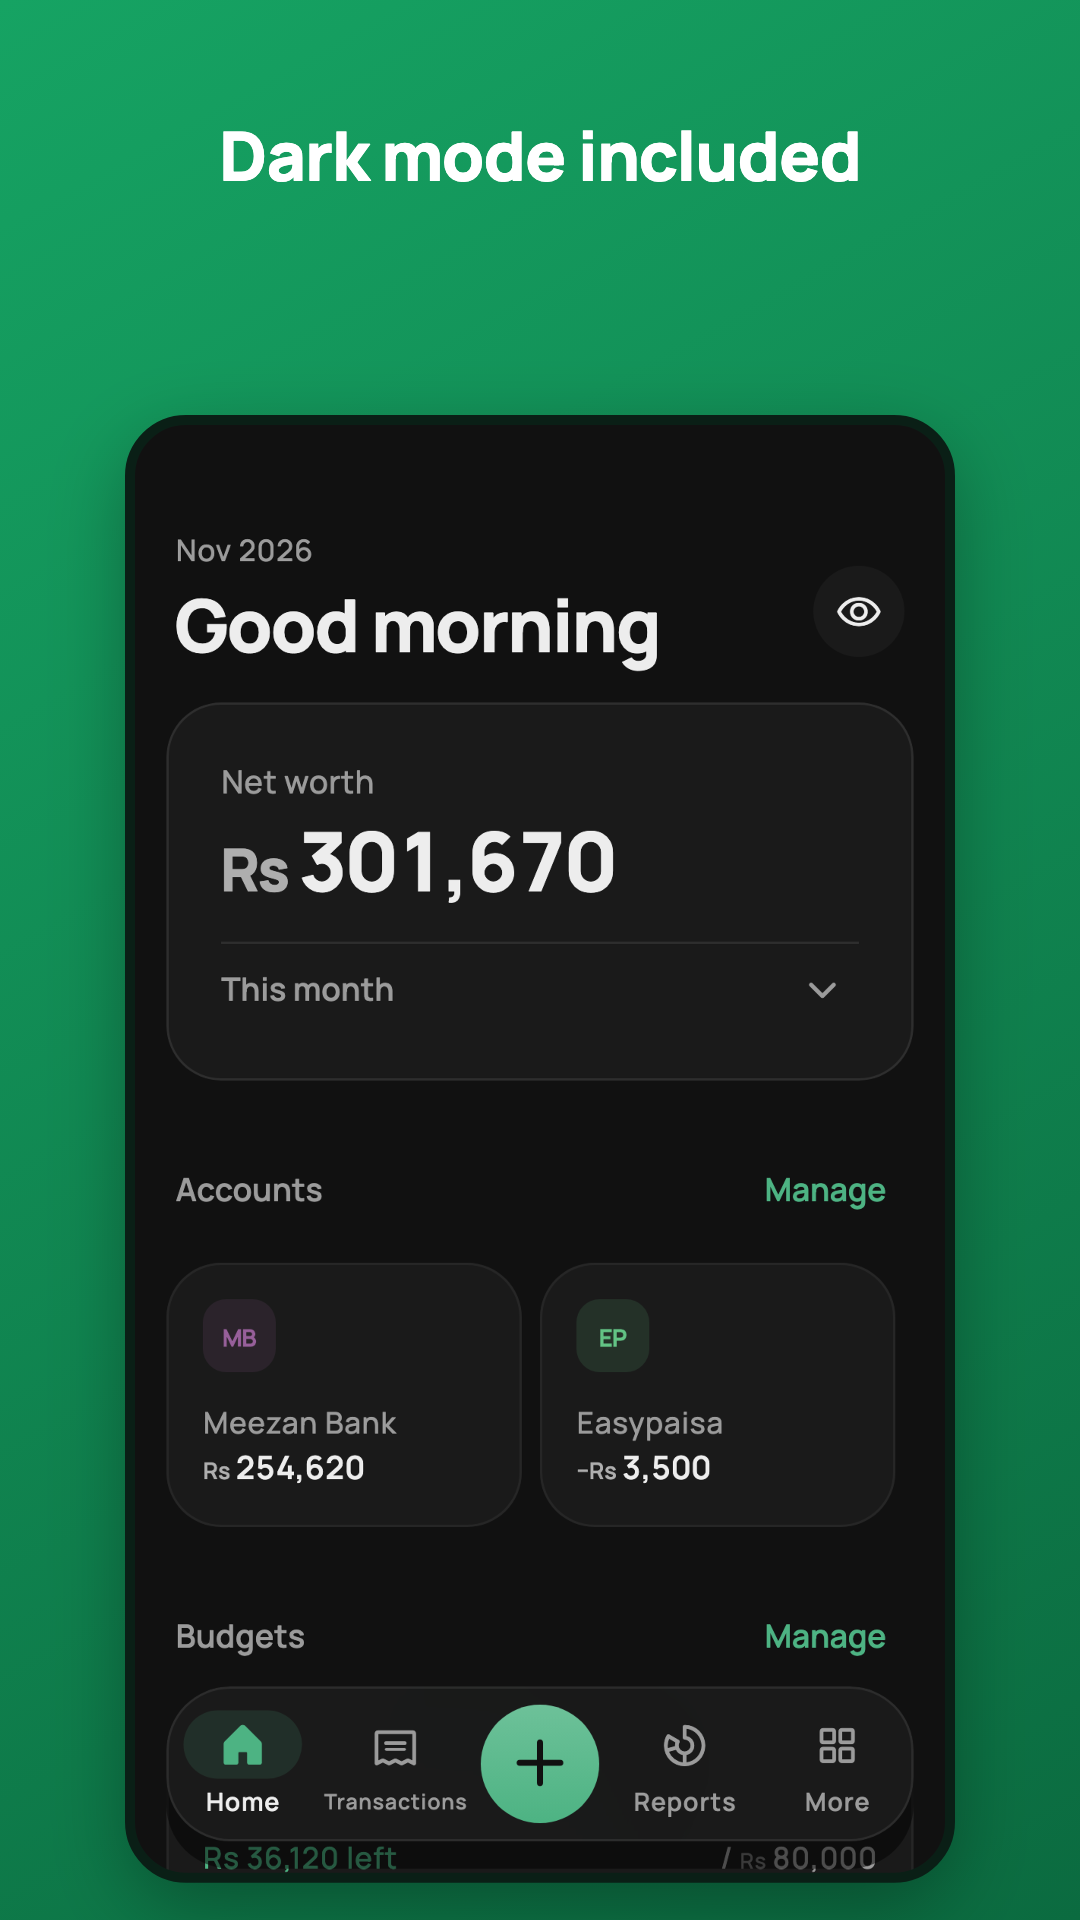 Dark mode included
Nov 2026
Good morning
Net worth
Rs 301,670
This month
Accounts
Manage
MB
EP
Meezan Bank
Easypaisa
Rs 254,620
−Rs 3,500
Budgets
Manage
Home
Transactions
Reports
More
Rs 36,120 left
/ Rs 80,000